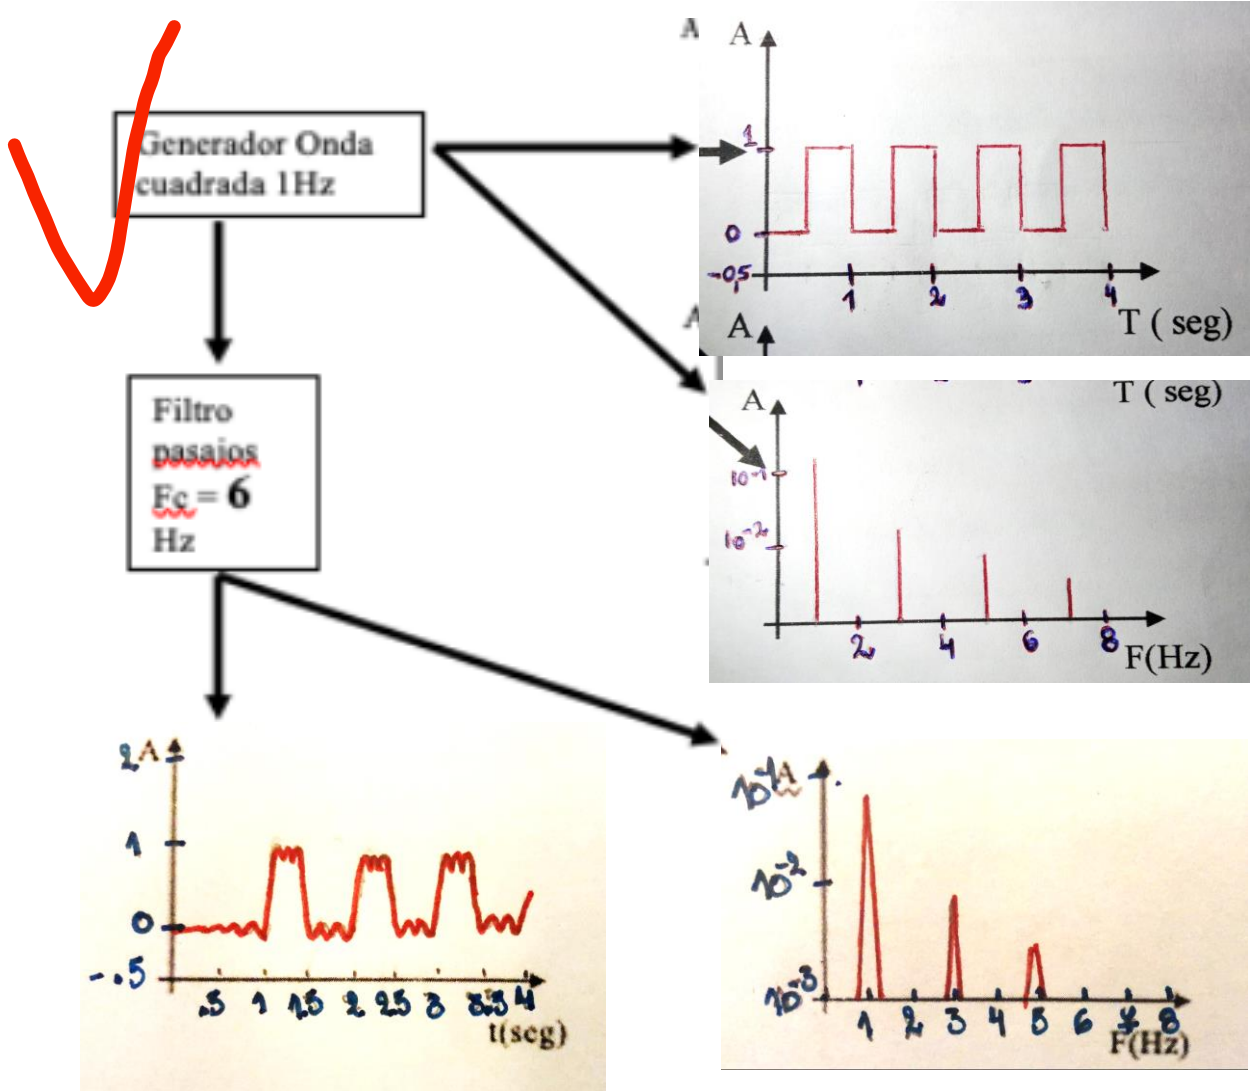 A
A
1
0
-0,5
1 2 3 4
T ( seg)
Generador Onda
cuadrada 1Hz
A
A
T ( seg)
A
10-1
10-2
2 4 6 8
F(Hz)
Filtro
pasajos
Fc = 6
Hz
2 A
1
0
-.5
.5 1 1.5 2 2.5 3 3.5 4
t(seg)
10-1 A
10-2
10-3
1 2 3 4 5 6 7 8
F(Hz)